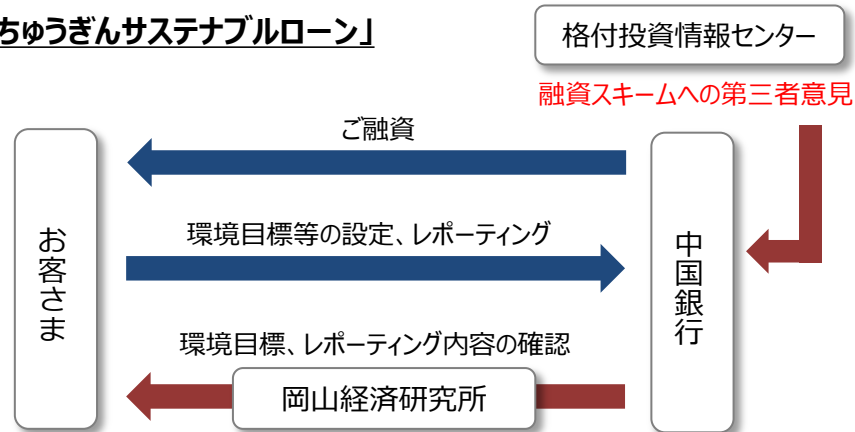 ちゅうぎんサステナブルローン」
格付投資情報センター
融資スキームへの第三者意見
ご融資
お客さま
環境目標等の設定、レポーティング
中国銀行
環境目標、レポーティング内容の確認
岡山経済研究所